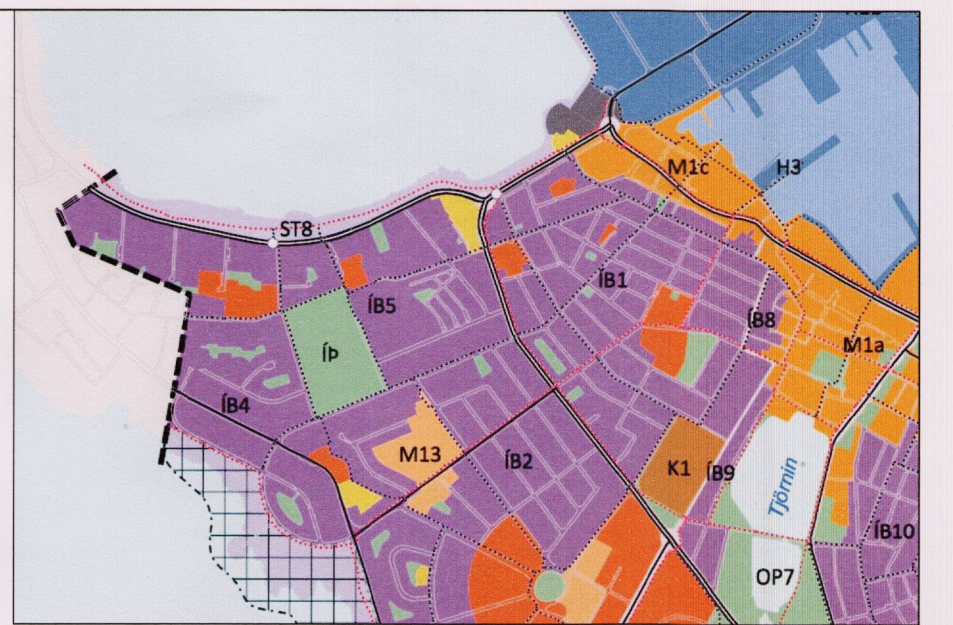 M1c
H3
ST8
ÍB1
ÍB5
ÍB8
M1a
ÍÞ
ÍB4
M13
ÍB2
K1
ÍB9
Tjörnin
ÍB10
OP7